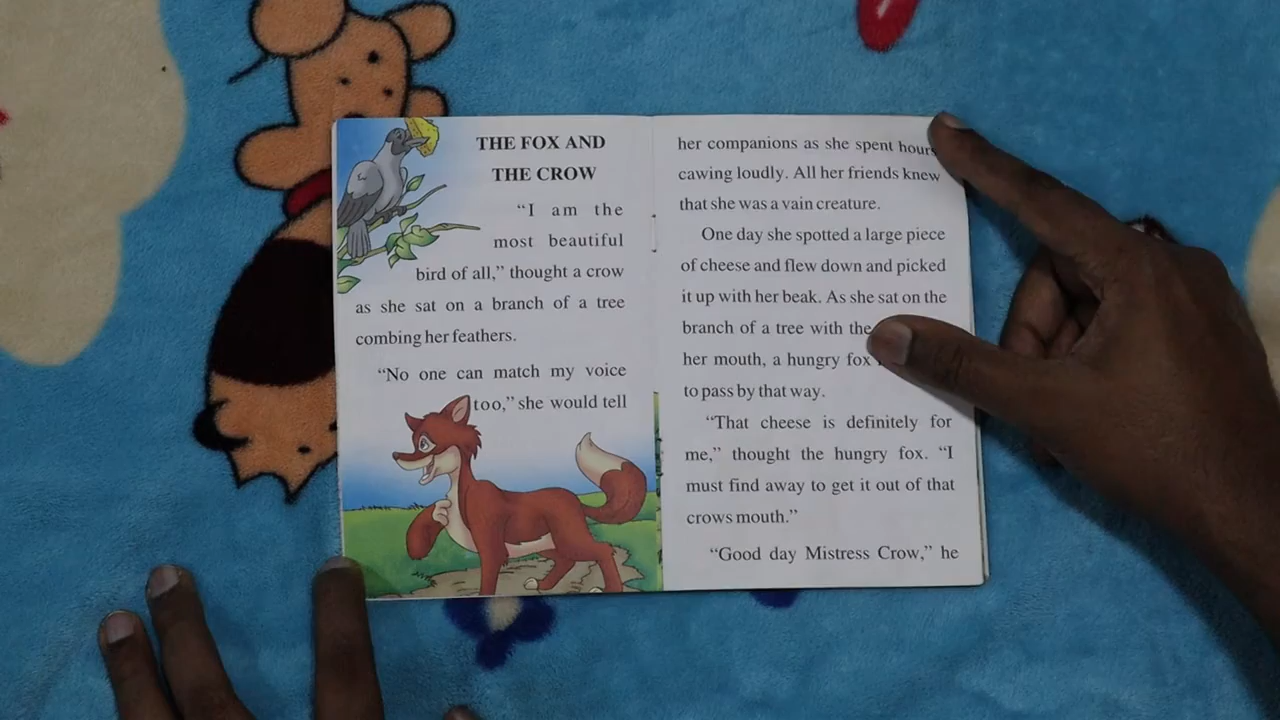 THE FOX AND
THE CROW
“I am the
most beautiful
bird of all,” thought a crow
as she sat on a branch of a tree
combing her feathers.
“No one can match my voice
too,” she would tell
her companions as she spent hours
cawing loudly. All her friends knew
that she was a vain creature.
One day she spotted a large piece
of cheese and flew down and picked
it up with her beak. As she sat on the
branch of a tree with the
her mouth, a hungry fox
to pass by that way.
“That cheese is definitely for
me,” thought the hungry fox. “I
must find away to get it out of that
crows mouth.”
“Good day Mistress Crow,” he